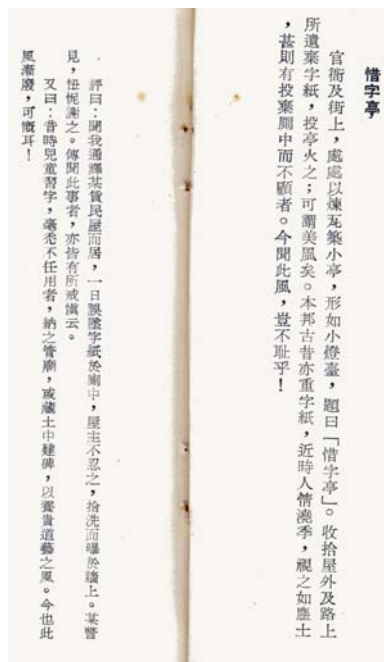 惜字亭
官衙及街上,處處以煉瓦築小亭,形如小燈臺,題曰「惜字亭」。收拾屋外及路上
所遺棄字紙,投亭火之;可謂美風矣。本邦古昔亦重字紙,近時人情澆季,視之如塵土
,甚則有投棄厠中而不顧者。今聞此風,豈不耻乎!
評曰:聞我通譯某賃民屋而居,一日誤墜字紙於厠中,屋主不忍之,拾洗而曝於牆上。某瞥
見,忸怩謝之。傳聞此事者,亦皆有所戒愼云。
又曰:昔時兒童習字,毫禿不任用者,納之管廟,或藏土中建碑,以養貴道藝之風。今也此
風漸廢,可慨耳!